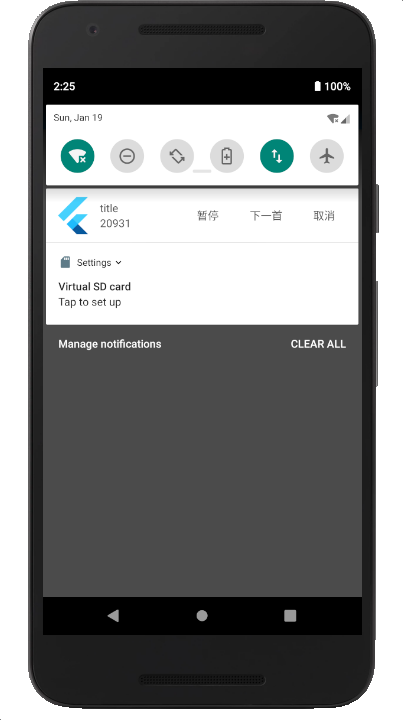 2:25
100%
Sun, Jan 19
title
20931
暂停
下一首
取消
Settings
Virtual SD card
Tap to set up
Manage notifications
CLEAR ALL